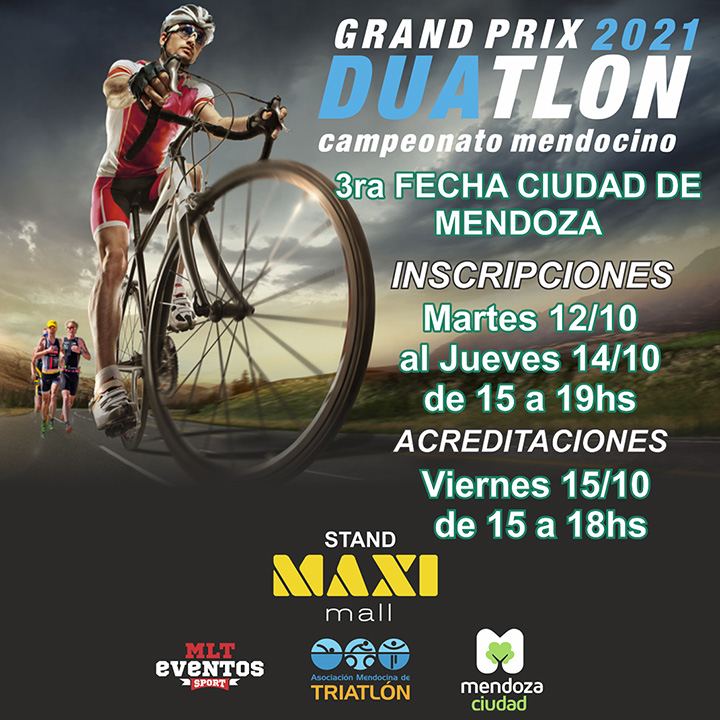 GRAND PRIX 2021
DUATLON
campeonato mendocino
3ra FECHA CIUDAD DE
MENDOZA
INSCRIPCIONES
Martes 12/10
al Jueves 14/10
de 15 a 19hs
ACREDITACIONES
Viernes 15/10
de 15 a 18hs
STAND
MAXI
mall
MLT
eventos
SPORT
Asociación Mendocina de
TRIATLÓN
mendoza
ciudad